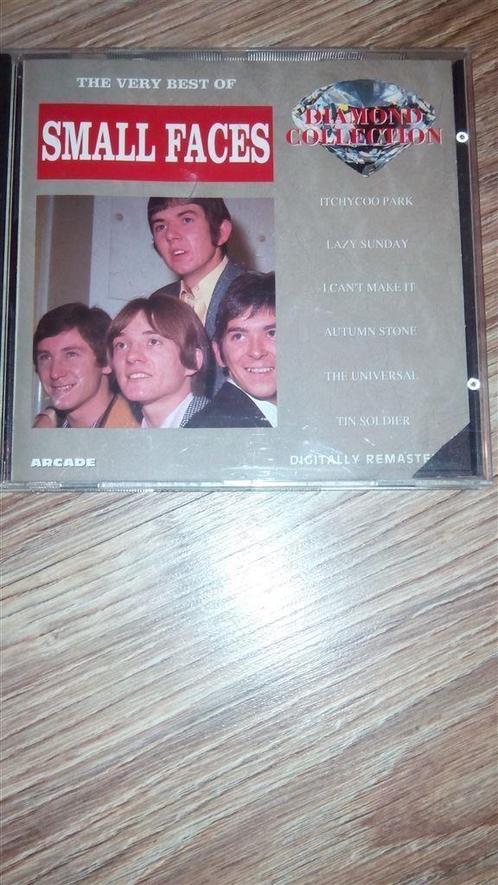 THE VERY BEST OF
SMALL FACES
DIAMOND
COLLECTION
ITCHYCOO PARK
LAZY SUNDAY
I CAN'T MAKE IT
AUTUMN STONE
THE UNIVERSAL
TIN SOLDIER
ARCADE
DIGITALLY REMASTE